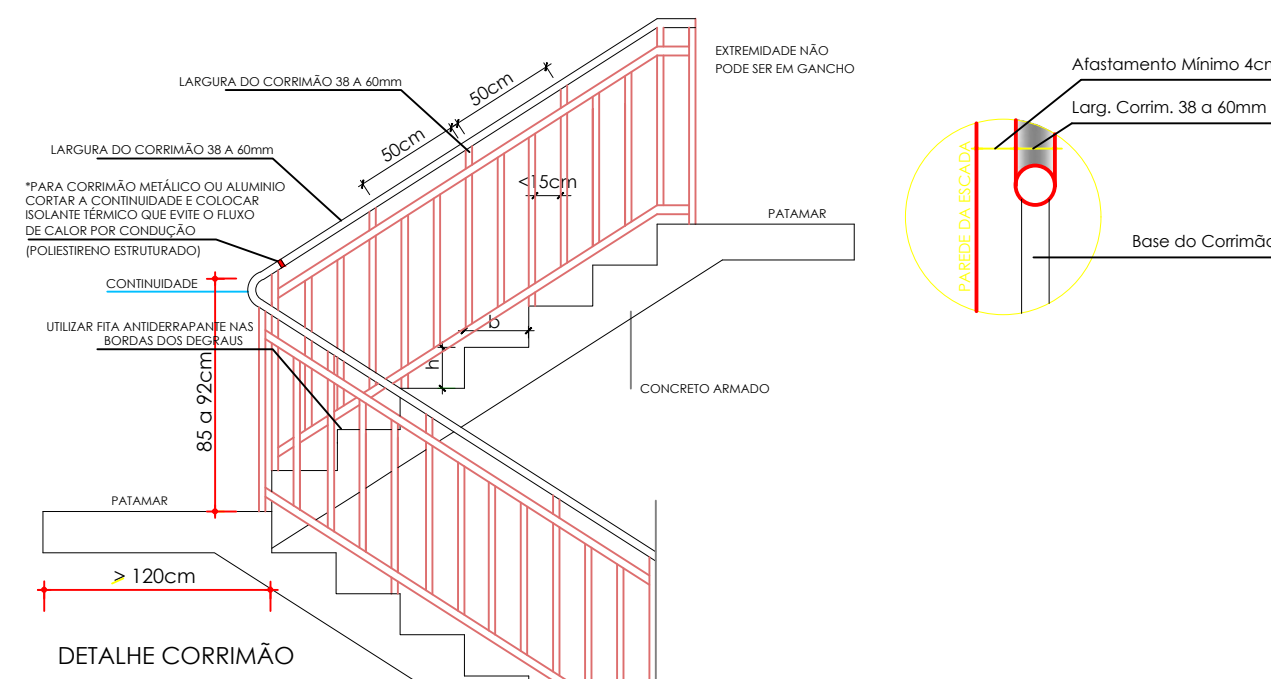 EXTREMIDADE NÃO
PODE SER EM GANCHO
LARGURA DO CORRIMÃO 38 A 60mm
50cm
50cm
LARGURA DO CORRIMÃO 38 A 60mm
*PARA CORRIMÃO METÁLICO OU ALUMINIO
CORTAR A CONTINUIDADE E COLOCAR
ISOLANTE TÉRMICO QUE EVITE O FLUXO
DE CALOR POR CONDUÇÃO
(POLIESTIRENO ESTRUTURADO)
<15cm
PATAMAR
CONTINUIDADE
UTILIZAR FITA ANTIDERRAPANTE NAS
BORDAS DOS DEGRAUS
b
h
85 a 92cm
CONCRETO ARMADO
PATAMAR
> 120cm
DETALHE CORRIMÃO
Afastamento Mínimo 4cm
Larg. Corrim. 38 a 60mm
PAREDE DA ESCADA
Base do Corrimão